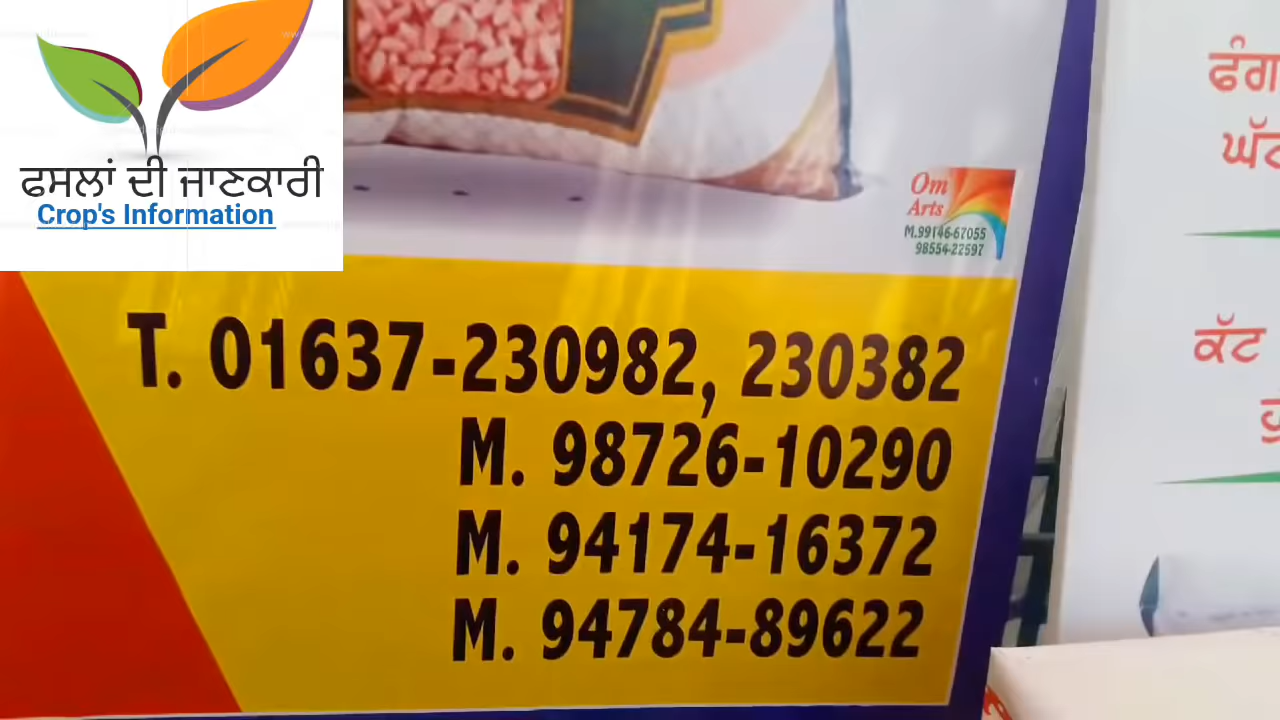 ਫਸਲਾਂ ਦੀ ਜਾਣਕਾਰੀ
Crop's Information
Om
Arts
M.99146-67055
98554-22597
T. 01637-230982, 230382
M. 98726-10290
M. 94174-16372
M. 94784-89622
ਘੱਟ
ਕੱਟ